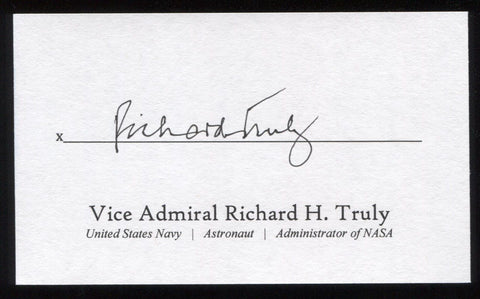 Richard Truly
x
Vice Admiral Richard H. Truly
United States Navy | Astronaut | Administrator of NASA